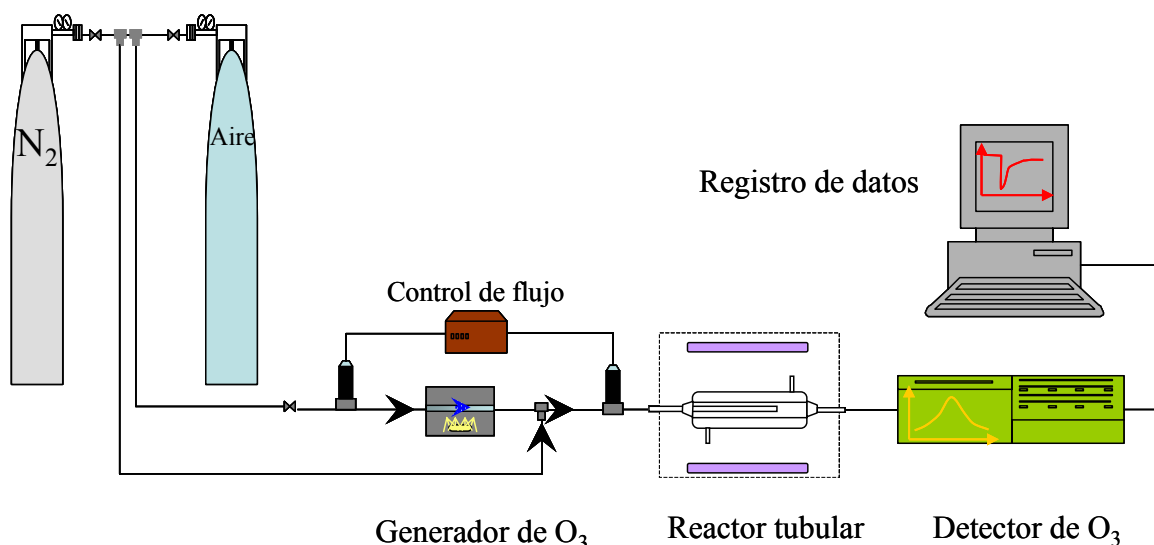 N₂
Aire
Registro de datos
Control de flujo
Generador de O₃
Reactor tubular
Detector de O₃